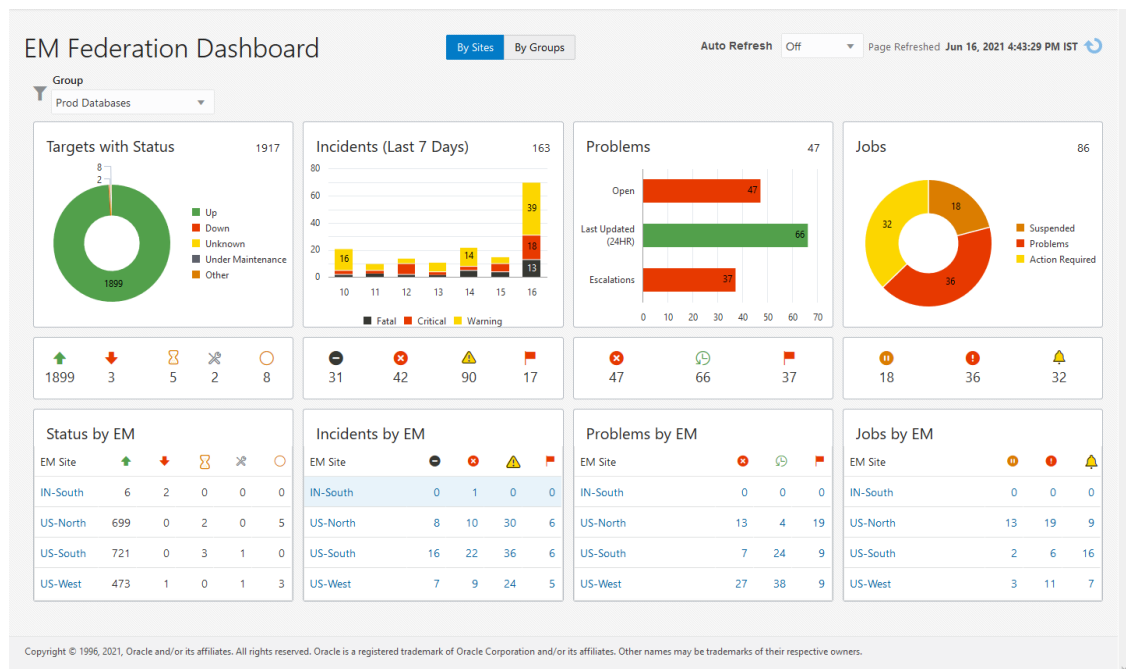 EM Federation Dashboard
By Sites By Groups
Auto Refresh Off Page Refreshed Jun 16, 2021 4:43:29 PM IST
Group
Prod Databases
Targets with Status 1917
8
2
1899
Up
Down
Unknown
Under Maintenance
Other
Incidents (Last 7 Days) 163
80
60
40
20
0
16
14
39
18
13
10 11 12 13 14 15 16
Fatal Critical Warning
Problems 47
Open 47
Last Updated (24HR) 66
Escalations 37
0 10 20 30 40 50 60 70
Jobs 86
18
32
36
Suspended
Problems
Action Required
1899 3 5 2 8
31 42 90 17
47 66 37
18 36 32
Status by EM
EM Site
IN-South 6 2 0 0 0
US-North 699 0 2 0 5
US-South 721 0 3 1 0
US-West 473 1 0 1 3
Incidents by EM
EM Site
IN-South 0 1 0 0
US-North 8 10 30 6
US-South 16 22 36 6
US-West 7 9 24 5
Problems by EM
EM Site
IN-South 0 0 0
US-North 13 4 19
US-South 7 24 9
US-West 27 38 9
Jobs by EM
EM Site
IN-South 0 0 0
US-North 13 19 9
US-South 2 6 16
US-West 3 11 7
Copyright © 1996, 2021, Oracle and/or its affiliates. All rights reserved. Oracle is a registered trademark of Oracle Corporation and/or its affiliates. Other names may be trademarks of their respective owners.